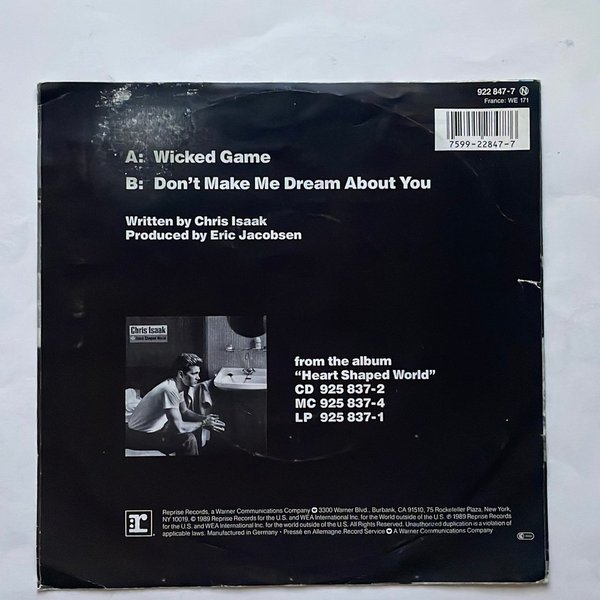 922 847-7 Ⓝ
France: WE 171
7599-22847-7
A: Wicked Game
B: Don't Make Me Dream About You
Written by Chris Isaak
Produced by Eric Jacobsen
Chris Isaak
Heart Shaped World
from the album
“Heart Shaped World”
CD 925 837-2
MC 925 837-4
LP 925 837-1
r
Reprise Records, a Warner Communications Company 3300 Warner Blvd., Burbank, CA 91510, 75 Rockefeller Plaza, New York,
NY 10019. © 1989 Reprise Records for the U.S. and WEA International Inc. for the world outside of the U.S. ℗ 1989 Reprise Records
for the U.S. and WEA International Inc. for the world outside of the U.S. All Rights Reserved. Unauthorized duplication is a violation of
applicable laws. Manufactured in Germany · Pressé en Allemagne. Record Service A Warner Communications Company